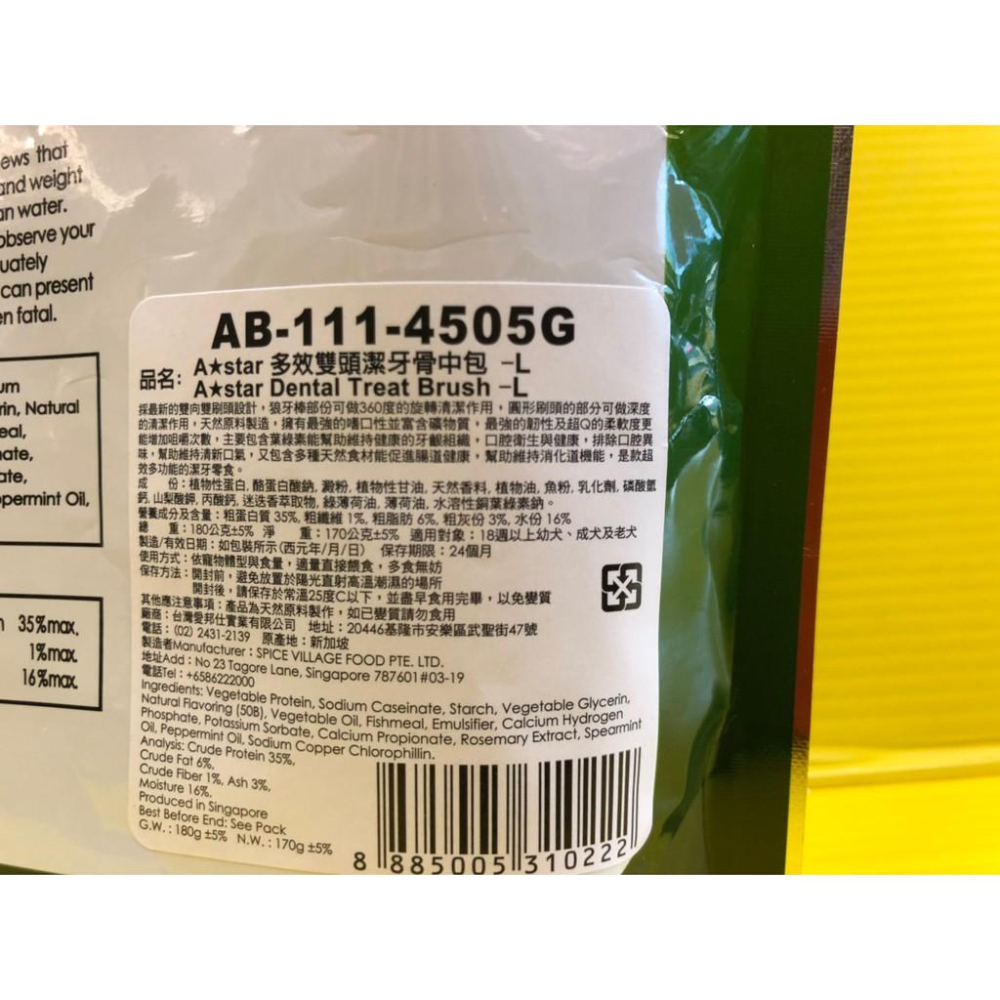 ews that
and weight
an water.
observe your
uately
can present
en fatal.
um
rin, Natural
eal,
nate,
ate,
permint Oil,
n 35%max.
1%max.
16%max.
AB-111-4505G
品名: A★star 多效雙頭潔牙骨中包 -L
A★star Dental Treat Brush -L
採最新的雙向雙刷頭設計，狼牙棒部份可做360度的旋轉清潔作用，圓形刷頭的部分可做深度
的清潔作用，天然原料製造，擁有最強的嗜口性並富含礦物質，最強的韌性及超Q的柔軟度更
能增加咀嚼次數，主要包含葉綠素能幫助維持健康的牙齦組織，口腔衛生與健康，排除口腔異
味，幫助維持清新口氣，又包含多種天然食材能促進腸道健康，幫助維持消化道機能，是款超
效多功能的潔牙零食。
成　份:植物性蛋白, 酪蛋白酸鈉, 澱粉, 植物性甘油, 天然香料, 植物油, 魚粉, 乳化劑, 磷酸氫
鈣, 山梨酸鉀, 丙酸鈣, 迷迭香萃取物, 綠薄荷油, 薄荷油, 水溶性銅葉綠素鈉。
營養成分及含量：粗蛋白質 35%, 粗纖維 1%, 粗脂肪 6%, 粗灰份 3%, 水份 16%
總　重：180公克±5%　淨　重：170公克±5%　適用對象：18週以上幼犬、成犬及老犬
製造/有效日期：如包裝所示(西元年/月/日)　保存期限：24個月
使用方式：依寵物體型與食量，適量直接餵食，多食無妨
保存方法：開封前，避免放置於陽光直射高溫潮濕的場所
開封後，請保存於常溫25度C以下，並盡早食用完畢，以免變質
其他應注意事項：產品為天然原料製作，如已變質請勿食用
廠商：台灣愛邦仕實業有限公司　地址：20446基隆市安樂區武聖街47號
電話：(02) 2431-2139　原產地：新加坡
製造者Manufacturer：SPICE VILLAGE FOOD PTE. LTD.
地址Add：No 23 Tagore Lane, Singapore 787601 #03-19
電話Tel：+6586222000
Ingredients: Vegetable Protein, Sodium Caseinate, Starch, Vegetable Glycerin,
Natural Flavoring (50B), Vegetable Oil, Fishmeal, Emulsifier, Calcium Hydrogen
Phosphate, Potassium Sorbate, Calcium Propionate, Rosemary Extract, Spearmint
Oil, Peppermint Oil, Sodium Copper Chlorophillin.
Analysis: Crude Protein 35%,
Crude Fat 6%,
Crude Fiber 1%, Ash 3%,
Moisture 16%.
Produced in Singapore
Best Before End: See Pack
G.W. : 180g ±5%  N.W. : 170g ±5%
8 885005 310222